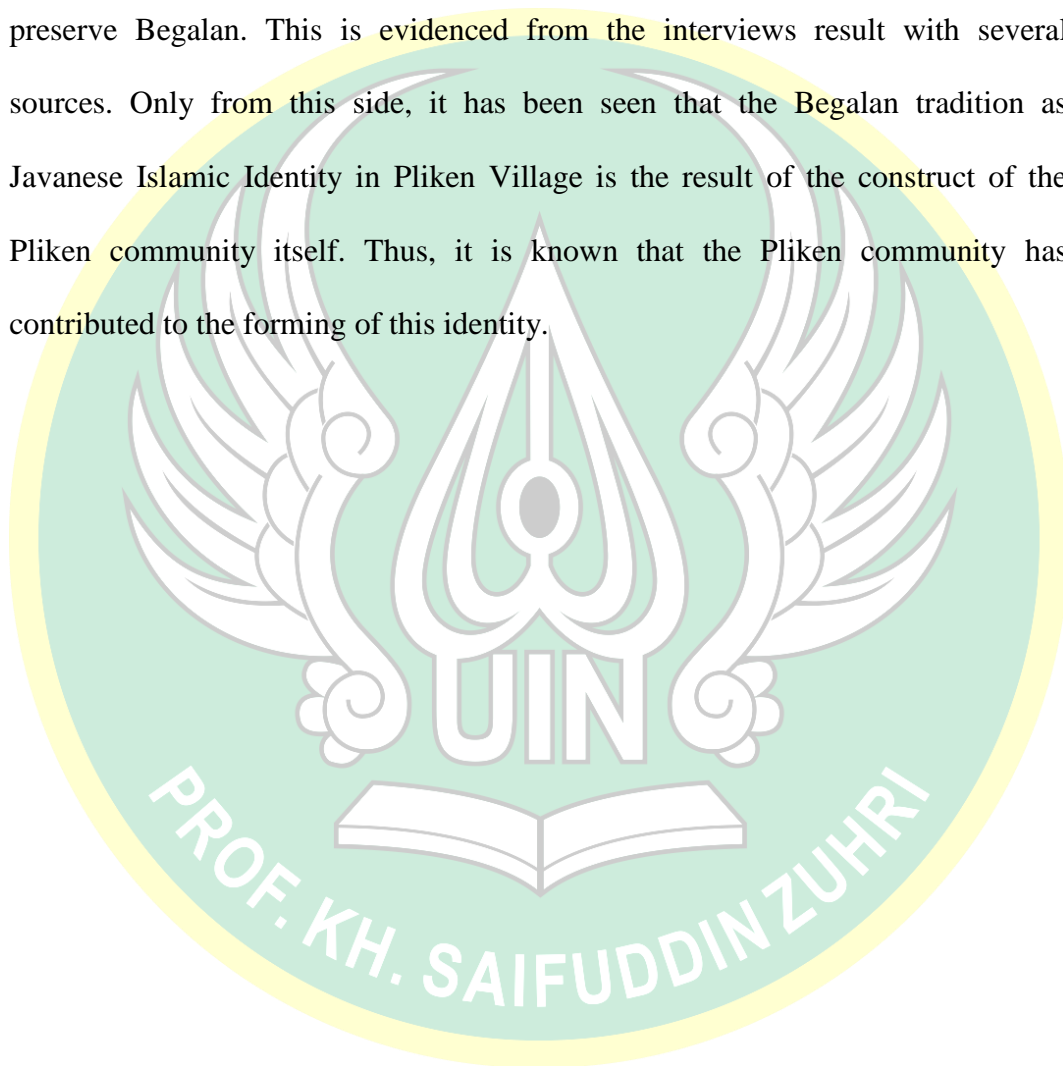 preserve Begalan. This is evidenced from the interviews result with several
sources. Only from this side, it has been seen that the Begalan tradition as
Javanese Islamic Identity in Pliken Village is the result of the construct of the
Pliken community itself. Thus, it is known that the Pliken community has
contributed to the forming of this identity.
UIN
PROF. KH. SAIFUDDIN ZUHRI